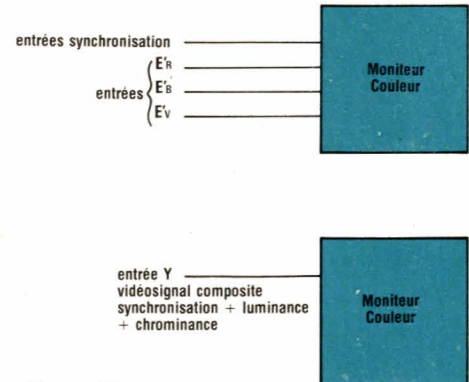 entrées synchronisation
E'R
entrées E'B
E'V
Moniteur
Couleur
entrée Y
vidéosignal composite
synchronisation + luminance
+ chrominance
Moniteur
Couleur